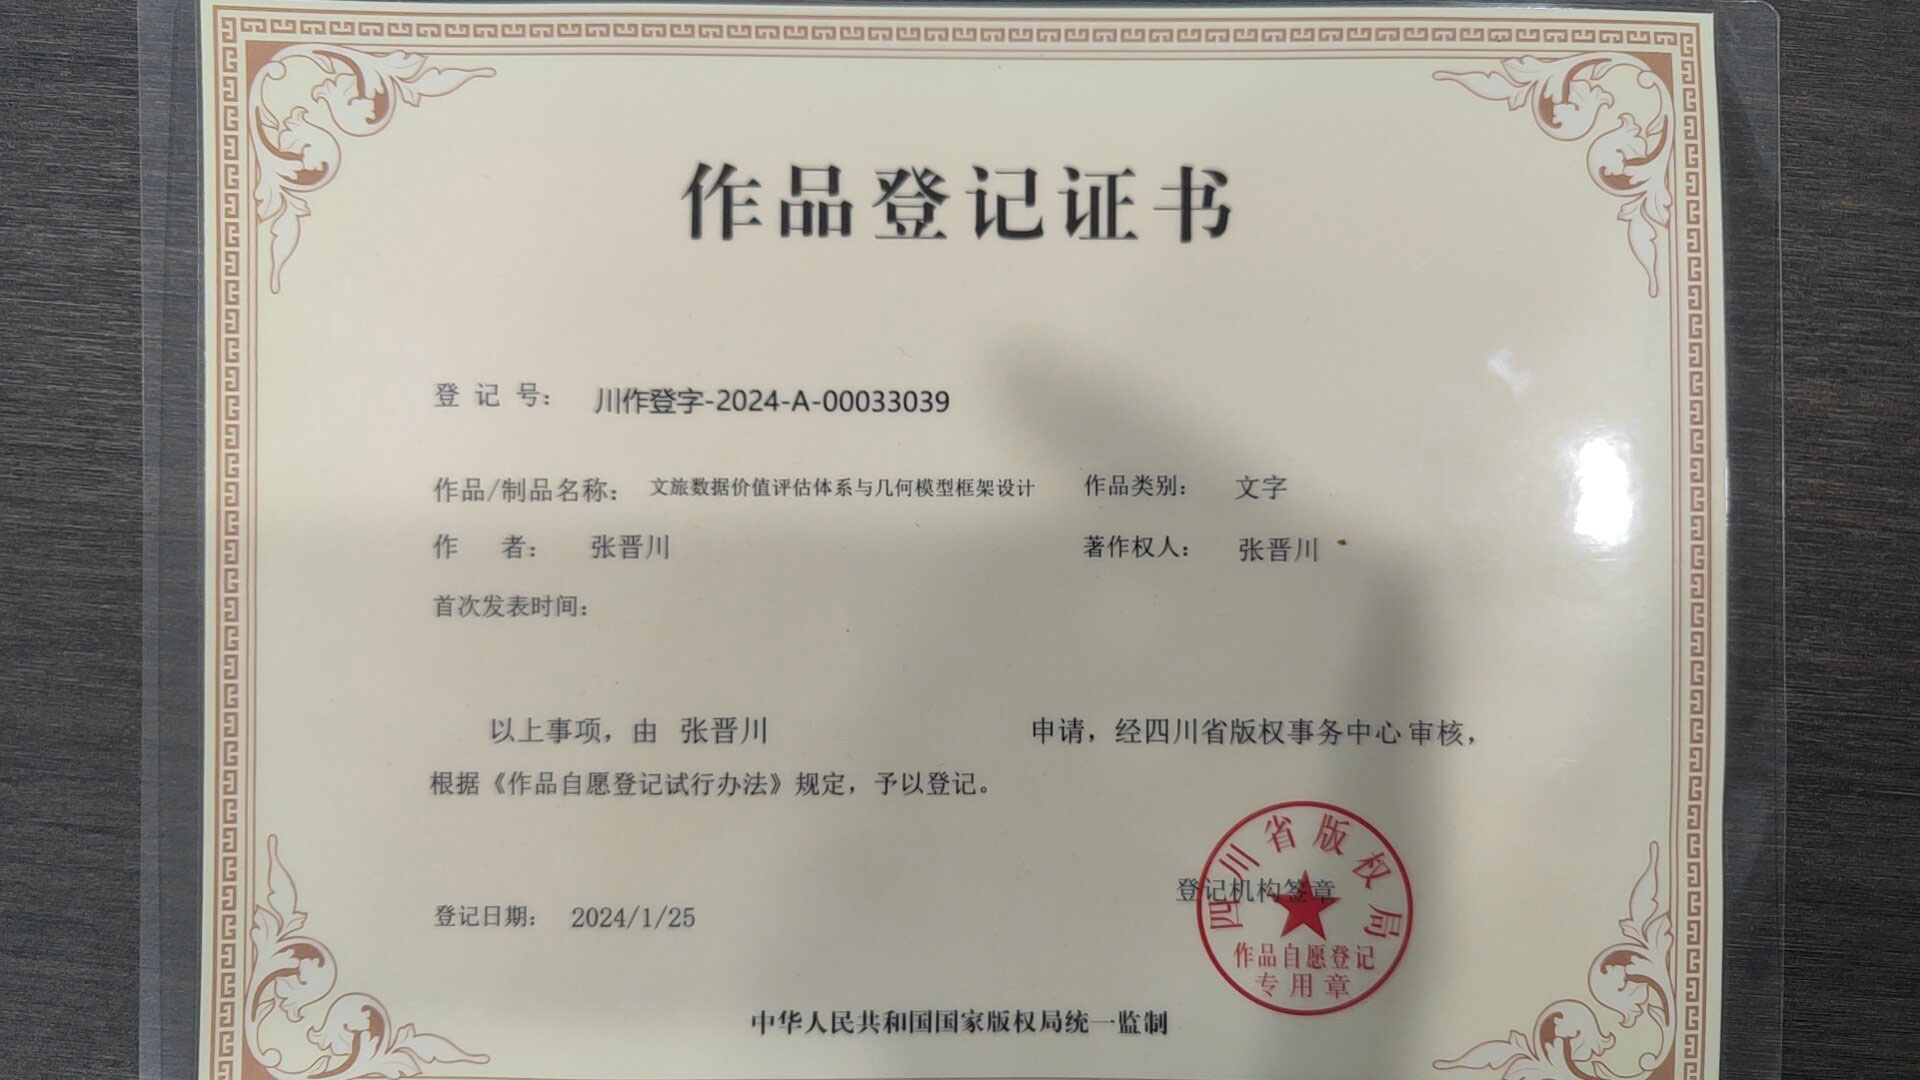 作品登记证书
登 记 号： 川作登字-2024-A-00033039
作品/制品名称： 文旅数据价值评估体系与几何模型框架设计 作品类别： 文字
作 者： 张晋川 著作权人： 张晋川
首次发表时间：
以上事项，由 张晋川 申请，经四川省版权事务中心 审核，
根据《作品自愿登记试行办法》规定，予以登记。
登记机构签章
四川省版权局
作品自愿登记
专用章
登记日期： 2024/1/25
中华人民共和国国家版权局统一监制